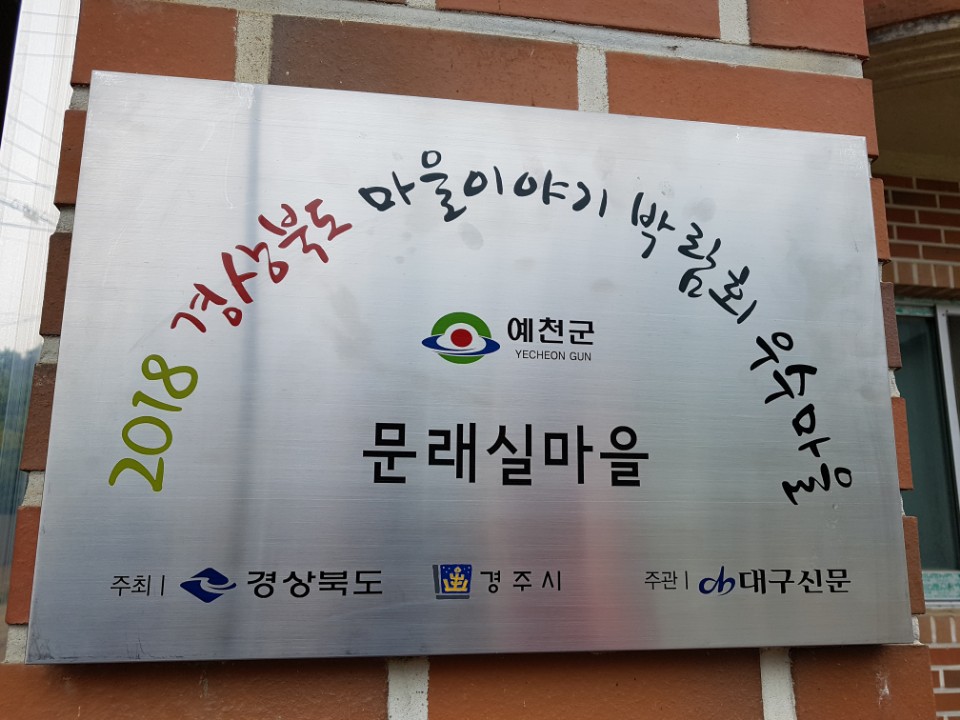 2018 경상북도 마을이야기 박람회 우수마을
예천군
YECHEON GUN
문래실마을
주최 | 경상북도 경주시 주관 | 대구신문